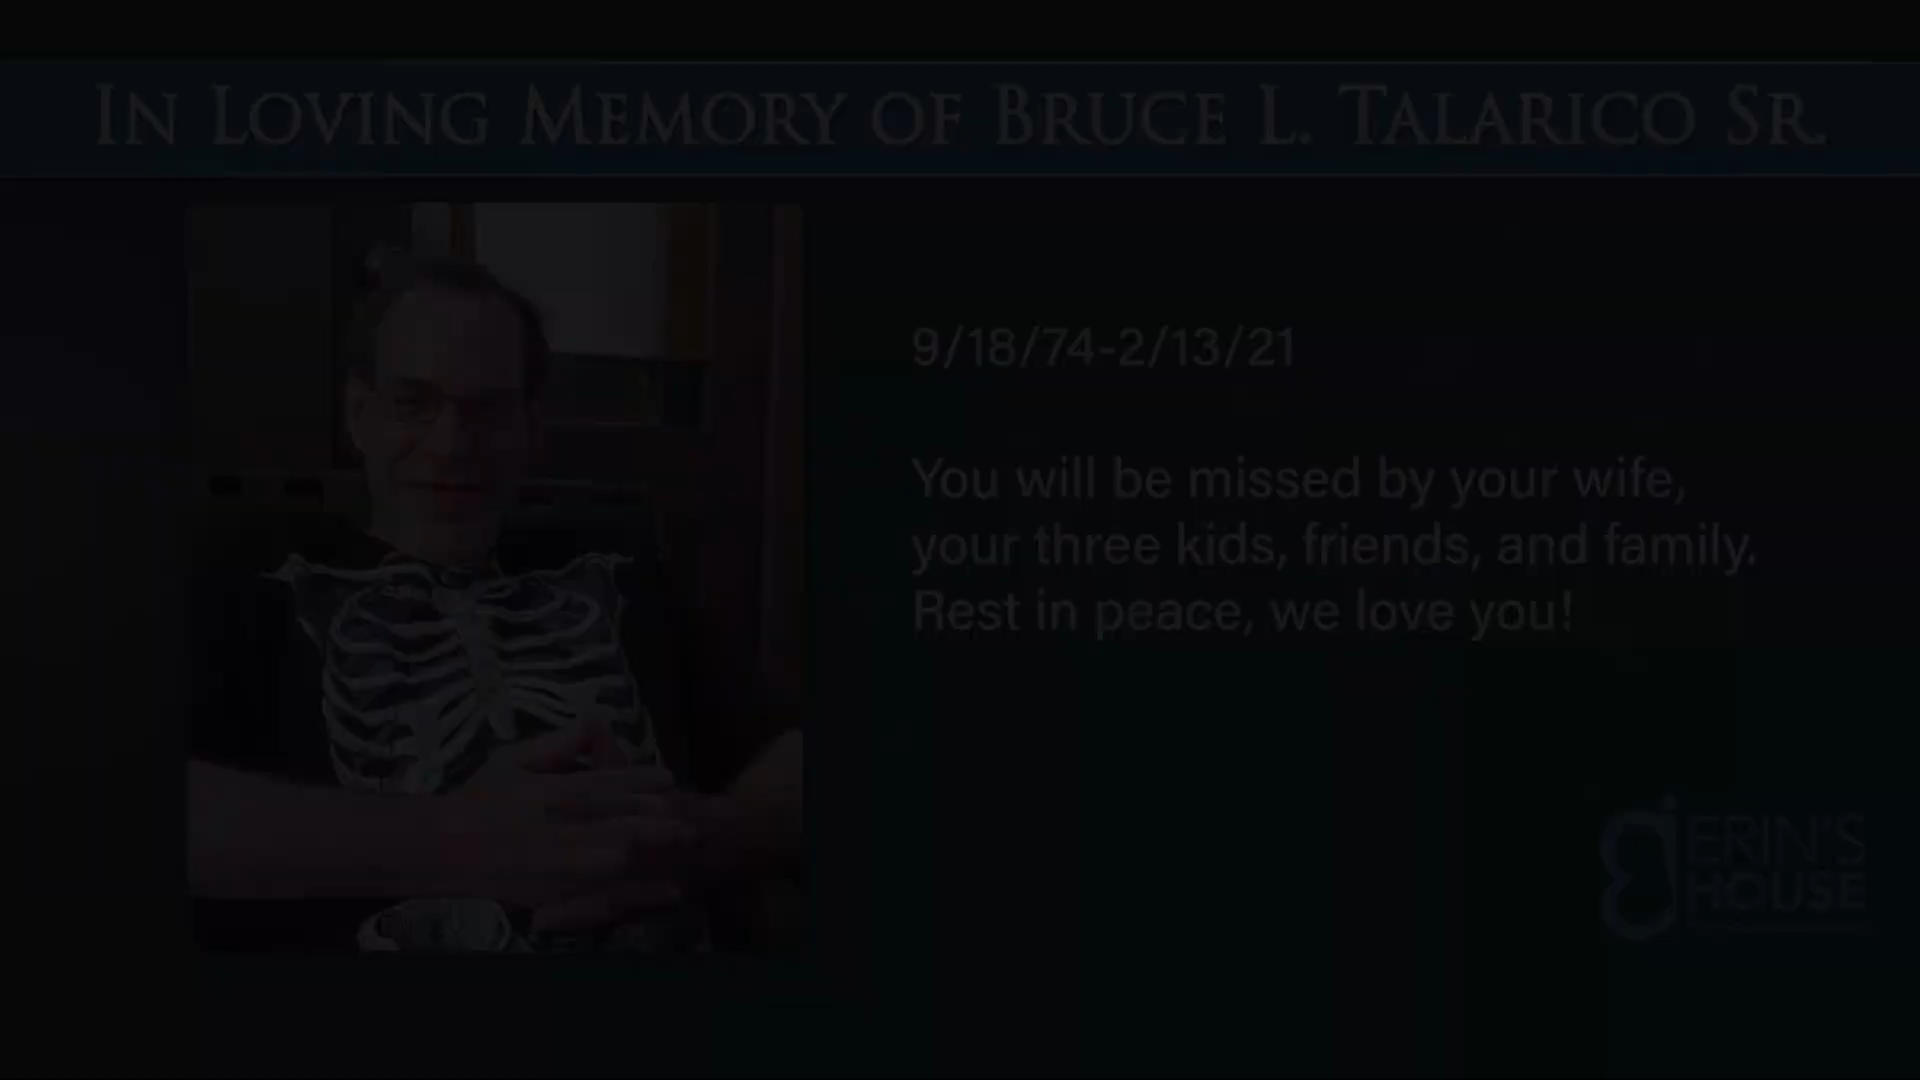 In Loving Memory of Bruce L. Talarico Sr.
9/18/74-2/13/21
You will be missed by your wife,
your three kids, friends, and family.
Rest in peace, we love you!
ERIN'S
HOUSE